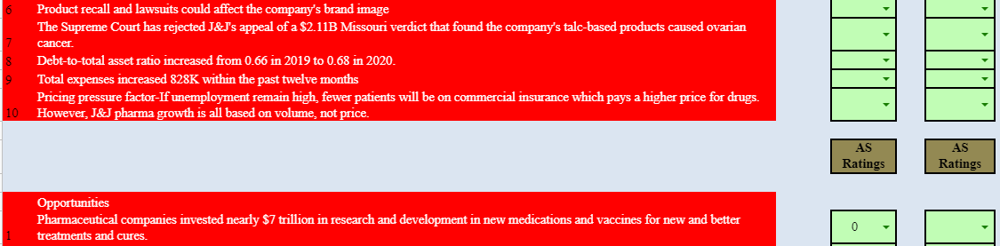 6 Product recall and lawsuits could affect the company's brand image
The Supreme Court has rejected J&J's appeal of a $2.11B Missouri verdict that found the company's talc-based products caused ovarian
7 cancer.
8 Debt-to-total asset ratio increased from 0.66 in 2019 to 0.68 in 2020.
9 Total expenses increased 828K within the past twelve months
Pricing pressure factor-If unemployment remain high, fewer patients will be on commercial insurance which pays a higher price for drugs.
10 However, J&J pharma growth is all based on volume, not price.
AS AS
Ratings Ratings
Opportunities
Pharmaceutical companies invested nearly $7 trillion in research and development in new medications and vaccines for new and better
0
1 treatments and cures.